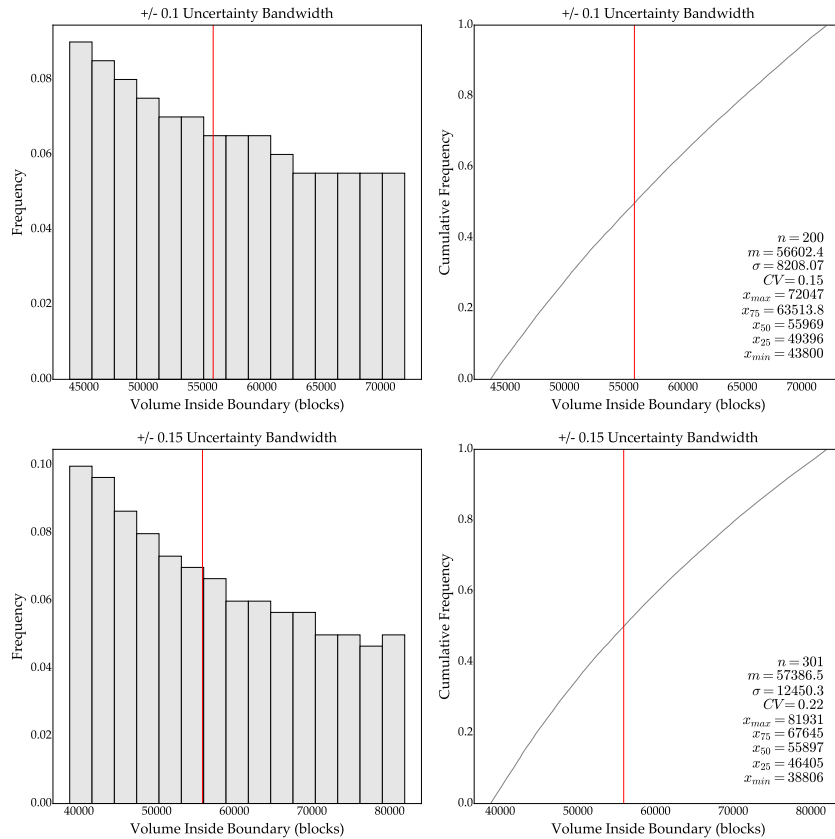 +/- 0.1 Uncertainty Bandwidth
Frequency
0.08
0.06
0.04
0.02
0.00
45000 50000 55000 60000 65000 70000
Volume Inside Boundary (blocks)
+/- 0.1 Uncertainty Bandwidth
Cumulative Frequency
1.0
0.8
0.6
0.4
0.2
0.0
n = 200
m = 56602.4
σ = 8208.07
CV = 0.15
x_max = 72047
x_75 = 63513.8
x_50 = 55969
x_25 = 49396
x_min = 43800
45000 50000 55000 60000 65000 70000
Volume Inside Boundary (blocks)
+/- 0.15 Uncertainty Bandwidth
Frequency
0.10
0.08
0.06
0.04
0.02
0.00
40000 50000 60000 70000 80000
Volume Inside Boundary (blocks)
+/- 0.15 Uncertainty Bandwidth
Cumulative Frequency
1.0
0.8
0.6
0.4
0.2
0.0
n = 301
m = 57386.5
σ = 12450.3
CV = 0.22
x_max = 81931
x_75 = 67645
x_50 = 55897
x_25 = 46405
x_min = 38806
40000 50000 60000 70000 80000
Volume Inside Boundary (blocks)